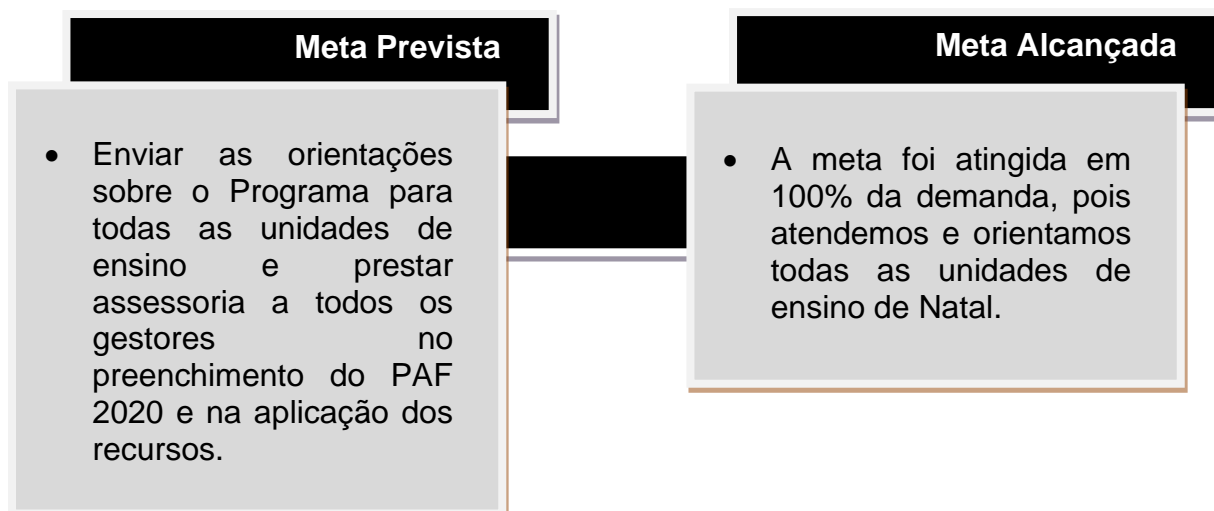 Meta Prevista
• Enviar as orientações
sobre o Programa para
todas as unidades de
ensino e prestar
assessoria a todos os
gestores no
preenchimento do PAF
2020 e na aplicação dos
recursos.
Meta Alcançada
• A meta foi atingida em
100% da demanda, pois
atendemos e orientamos
todas as unidades de
ensino de Natal.